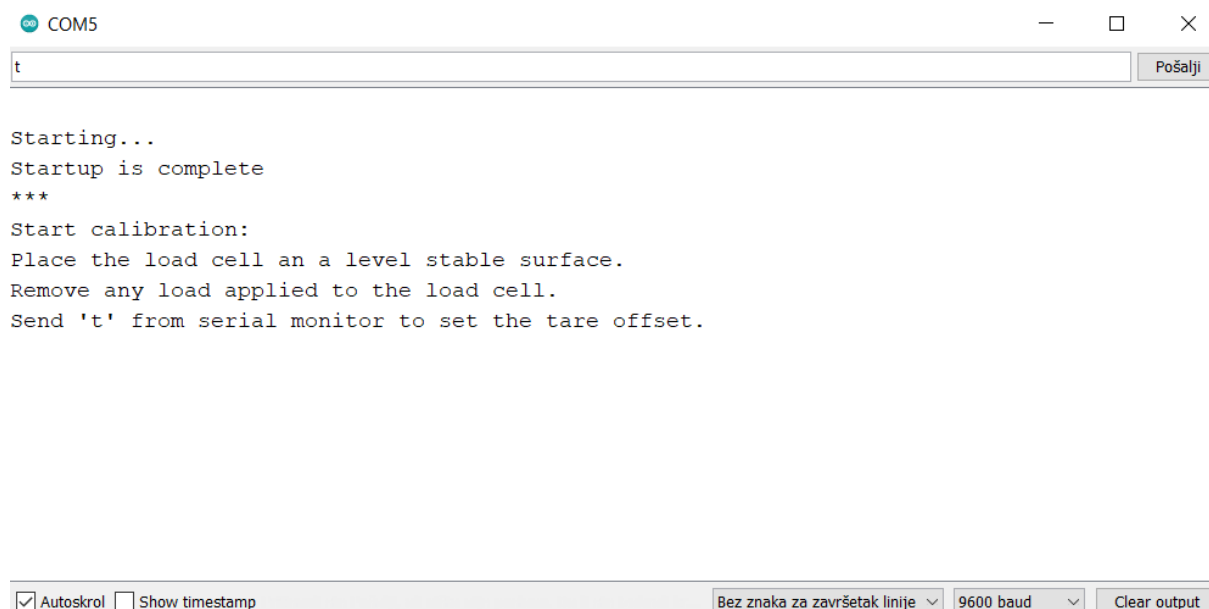 COM5
t
Pošalji
Starting...
Startup is complete
***
Start calibration:
Place the load cell an a level stable surface.
Remove any load applied to the load cell.
Send 't' from serial monitor to set the tare offset.
Autoskrol Show timestamp Bez znaka za završetak linije 9600 baud Clear output